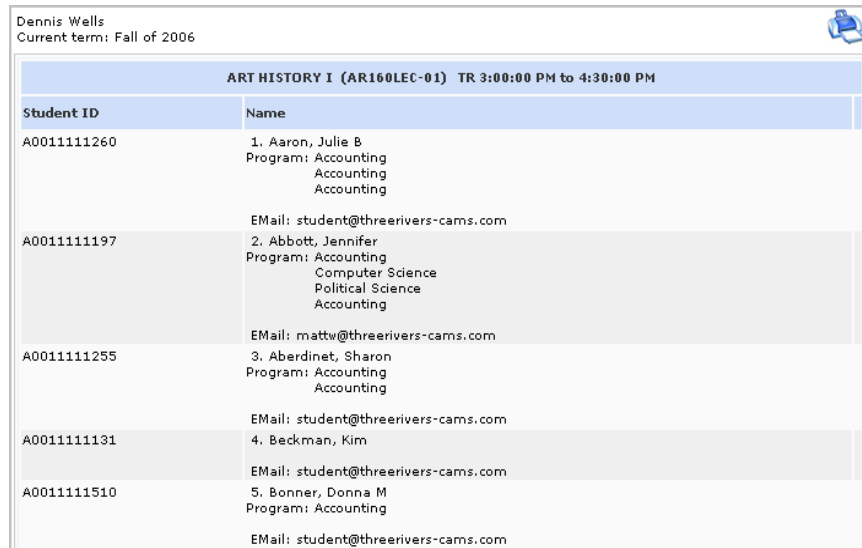 Dennis Wells
Current term: Fall of 2006
ART HISTORY I (AR160LEC-01) TR 3:00:00 PM to 4:30:00 PM
Student ID Name
A0011111260 1. Aaron, Julie B
Program: Accounting
Accounting
Accounting
EMail: student@threerivers-cams.com
A0011111197 2. Abbott, Jennifer
Program: Accounting
Computer Science
Political Science
Accounting
EMail: mattw@threerivers-cams.com
A0011111255 3. Aberdinet, Sharon
Program: Accounting
Accounting
EMail: student@threerivers-cams.com
A0011111131 4. Beckman, Kim
EMail: student@threerivers-cams.com
A0011111510 5. Bonner, Donna M
Program: Accounting
EMail: student@threerivers-cams.com